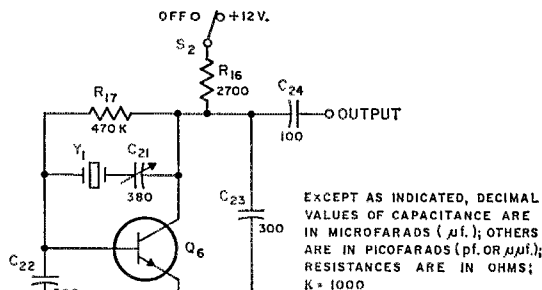 OFF +12V.
S2
R16
2700
C24
100
OUTPUT
R17
470K
Y1
C21
380
C23
300
Q6
C22
EXCEPT AS INDICATED, DECIMAL
VALUES OF CAPACITANCE ARE
IN MICROFARADS (µf.); OTHERS
ARE IN PICOFARADS (pf. OR µµf.);
RESISTANCES ARE IN OHMS;
K = 1000